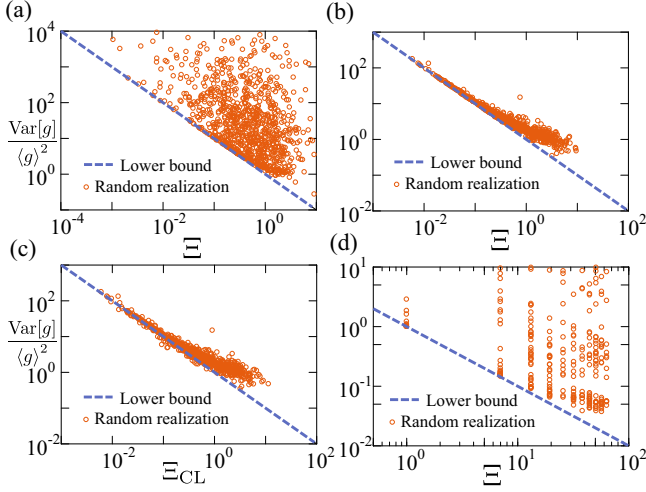 (a)
10^4
10^2
10^0
Var[g]
⟨g⟩^2
Lower bound
Random realization
10^-4
10^-2
10^0
Ξ
(b)
10^2
10^0
10^-2
Lower bound
Random realization
10^-2
10^0
10^2
Ξ
(c)
10^2
10^0
10^-2
Var[g]
⟨g⟩^2
Lower bound
Random realization
10^-2
10^0
10^2
Ξ_CL
(d)
10^1
10^0
10^-1
10^-2
Lower bound
Random realization
10^0
10^1
10^2
Ξ